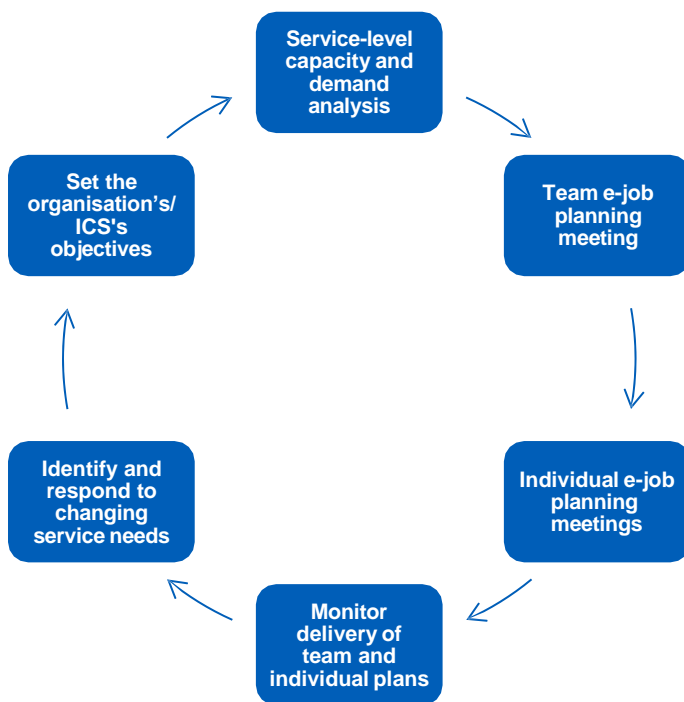 Service-level
capacity and
demand
analysis
Team e-job
planning
meeting
Individual e-job
planning
meetings
Monitor
delivery of
team and
individual plans
Identify and
respond to
changing
service needs
Set the
organisation’s/
ICS's
objectives